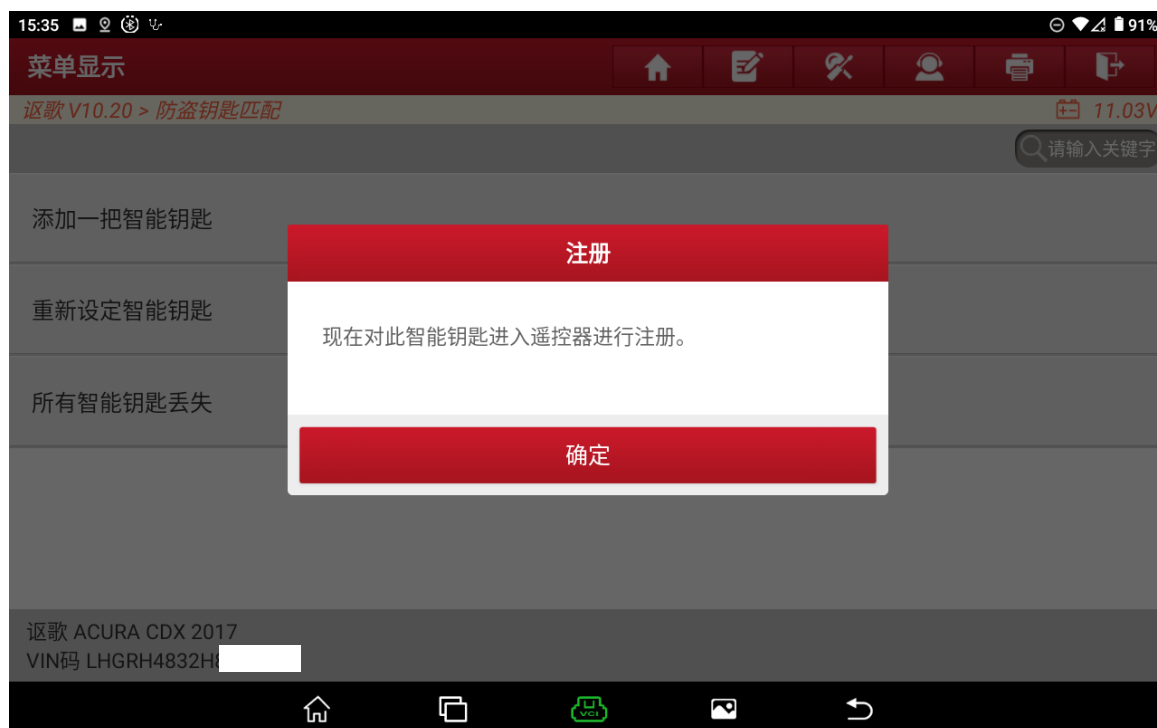 15:35
91%
菜单显示
讴歌 V10.20 > 防盗钥匙匹配
11.03V
请输入关键字
添加一把智能钥匙
重新设定智能钥匙
所有智能钥匙丢失
注册
现在对此智能钥匙进入遥控器进行注册。
确定
讴歌 ACURA CDX 2017
VIN码 LHGRH4832H
VCI